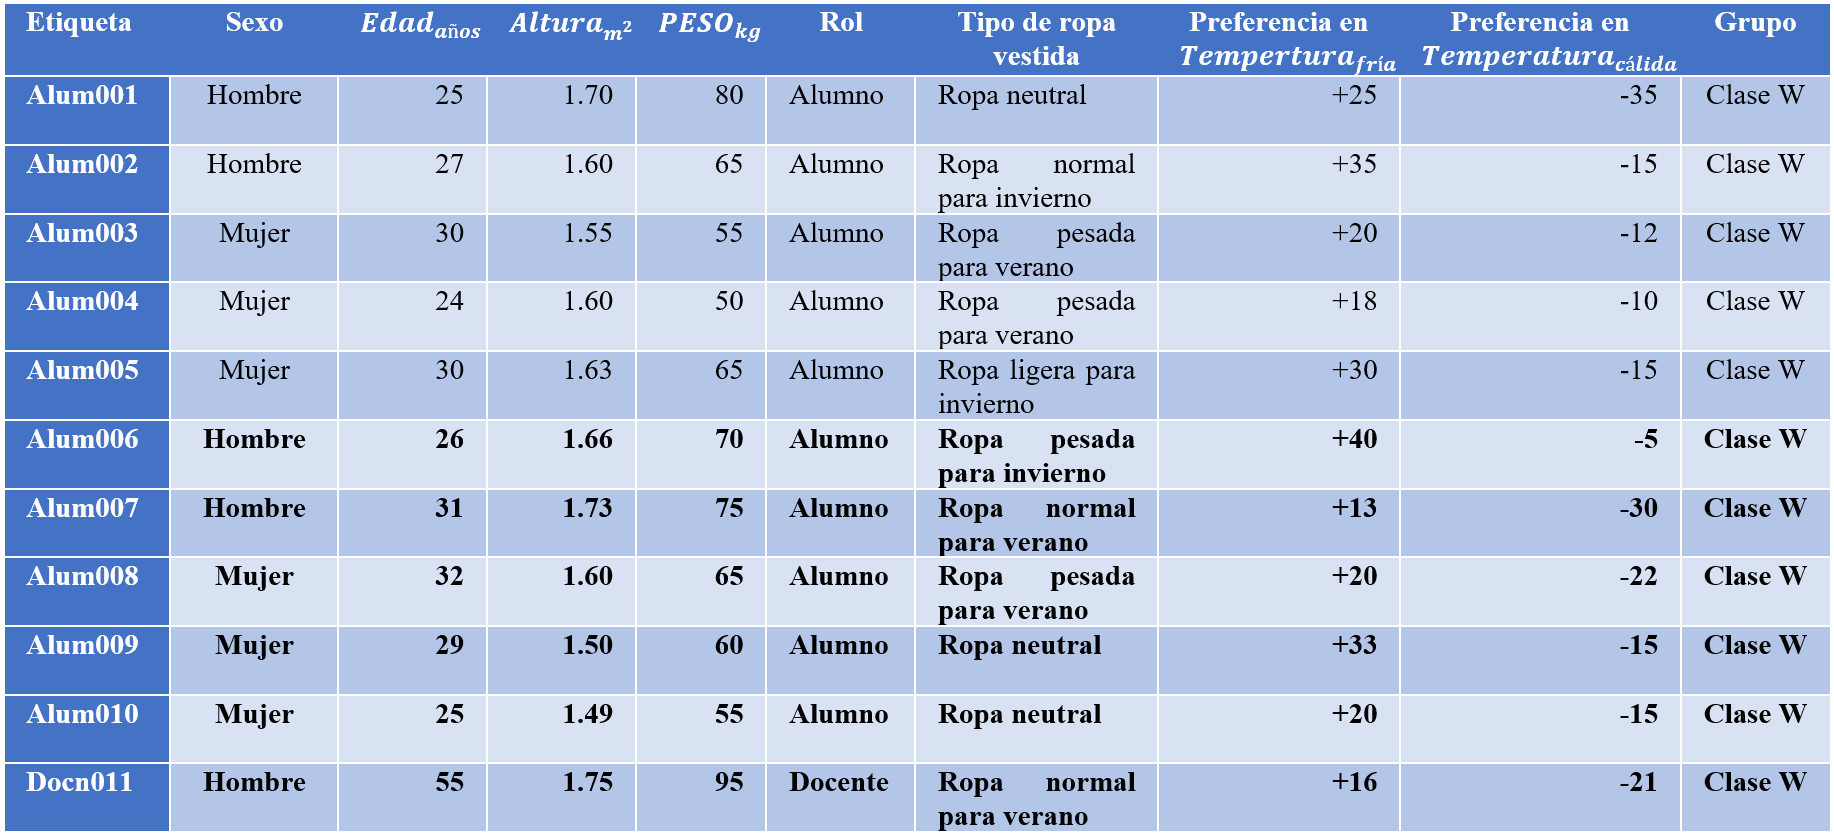 Etiqueta Sexo Edad años Altura m² PESO kg Rol Tipo de ropa vestida Preferencia en Tempertura fría Preferencia en Temperatura cálida Grupo
Alum001 Hombre 25 1.70 80 Alumno Ropa neutral +25 -35 Clase W
Alum002 Hombre 27 1.60 65 Alumno Ropa normal para invierno +35 -15 Clase W
Alum003 Mujer 30 1.55 55 Alumno Ropa pesada para verano +20 -12 Clase W
Alum004 Mujer 24 1.60 50 Alumno Ropa pesada para verano +18 -10 Clase W
Alum005 Mujer 30 1.63 65 Alumno Ropa ligera para invierno +30 -15 Clase W
Alum006 Hombre 26 1.66 70 Alumno Ropa pesada para invierno +40 -5 Clase W
Alum007 Hombre 31 1.73 75 Alumno Ropa normal para verano +13 -30 Clase W
Alum008 Mujer 32 1.60 65 Alumno Ropa pesada para verano +20 -22 Clase W
Alum009 Mujer 29 1.50 60 Alumno Ropa neutral +33 -15 Clase W
Alum010 Mujer 25 1.49 55 Alumno Ropa neutral +20 -15 Clase W
Docn011 Hombre 55 1.75 95 Docente Ropa normal para verano +16 -21 Clase W